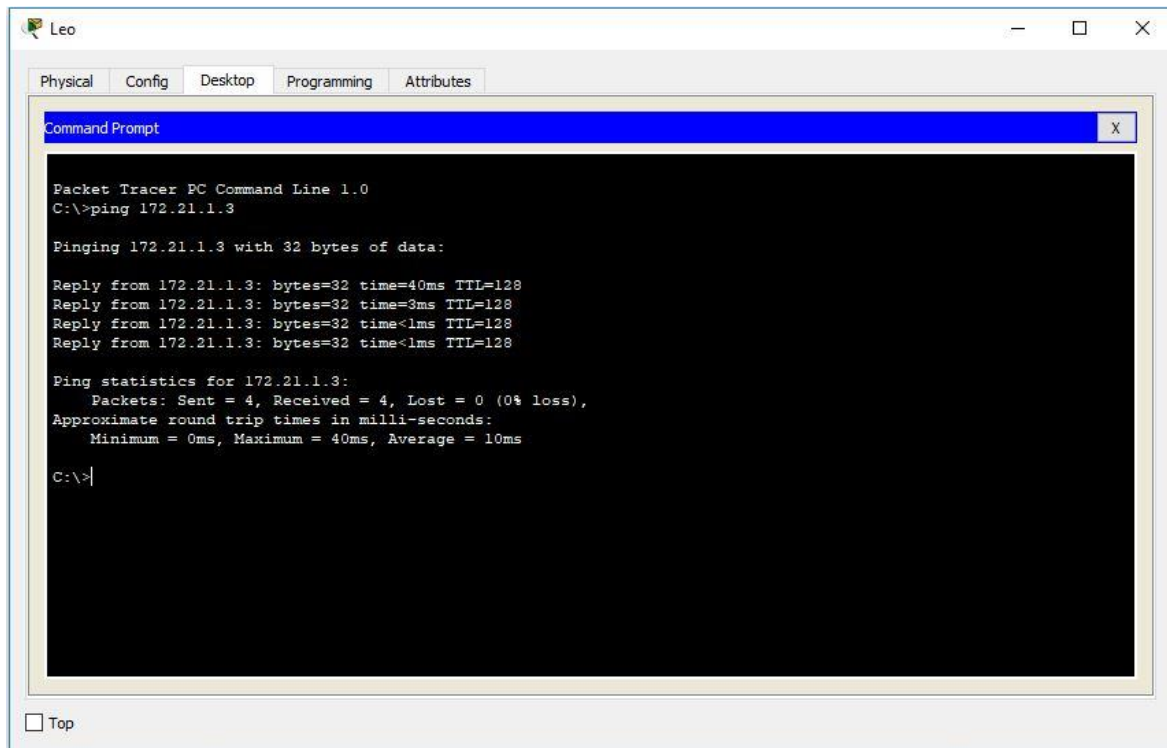 Leo
Physical Config Desktop Programming Attributes
Command Prompt X
Packet Tracer PC Command Line 1.0
C:\>ping 172.21.1.3
Pinging 172.21.1.3 with 32 bytes of data:
Reply from 172.21.1.3: bytes=32 time=40ms TTL=128
Reply from 172.21.1.3: bytes=32 time=3ms TTL=128
Reply from 172.21.1.3: bytes=32 time<1ms TTL=128
Reply from 172.21.1.3: bytes=32 time<1ms TTL=128
Ping statistics for 172.21.1.3:
    Packets: Sent = 4, Received = 4, Lost = 0 (0% loss),
Approximate round trip times in milli-seconds:
    Minimum = 0ms, Maximum = 40ms, Average = 10ms
C:\>
Top